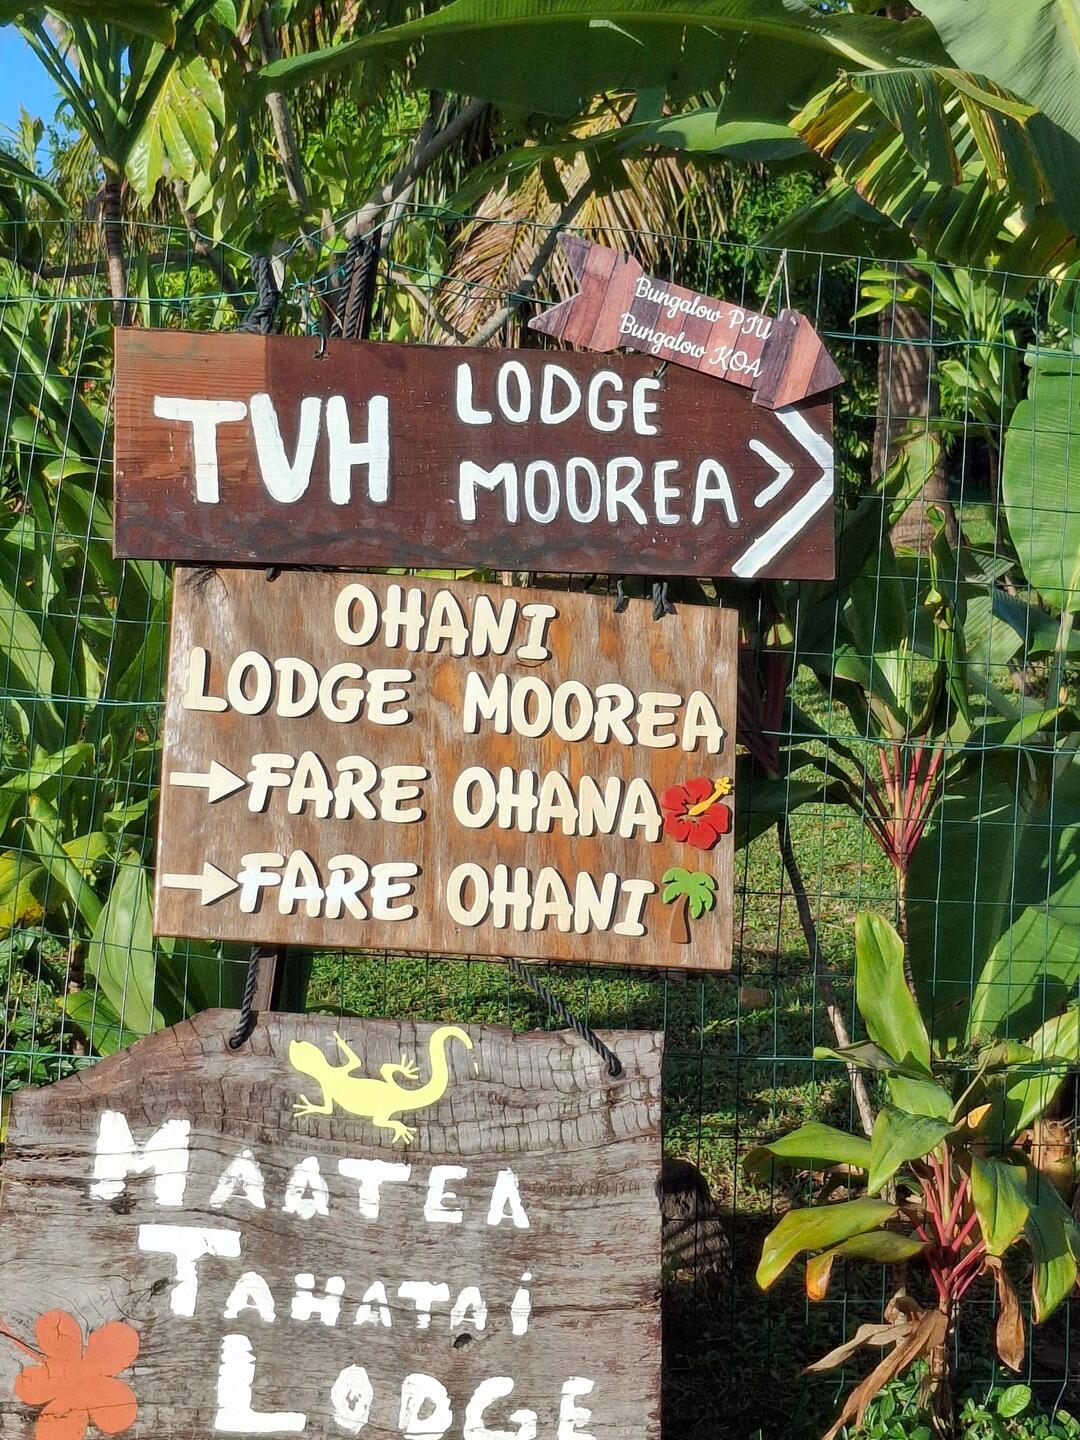 Bungalow PIU
Bungalow KOA
TVH
LODGE
MOOREA
OHANI
LODGE MOOREA
FARE OHANA
FARE OHANI
MAATEA
TAHATAi
LODGE